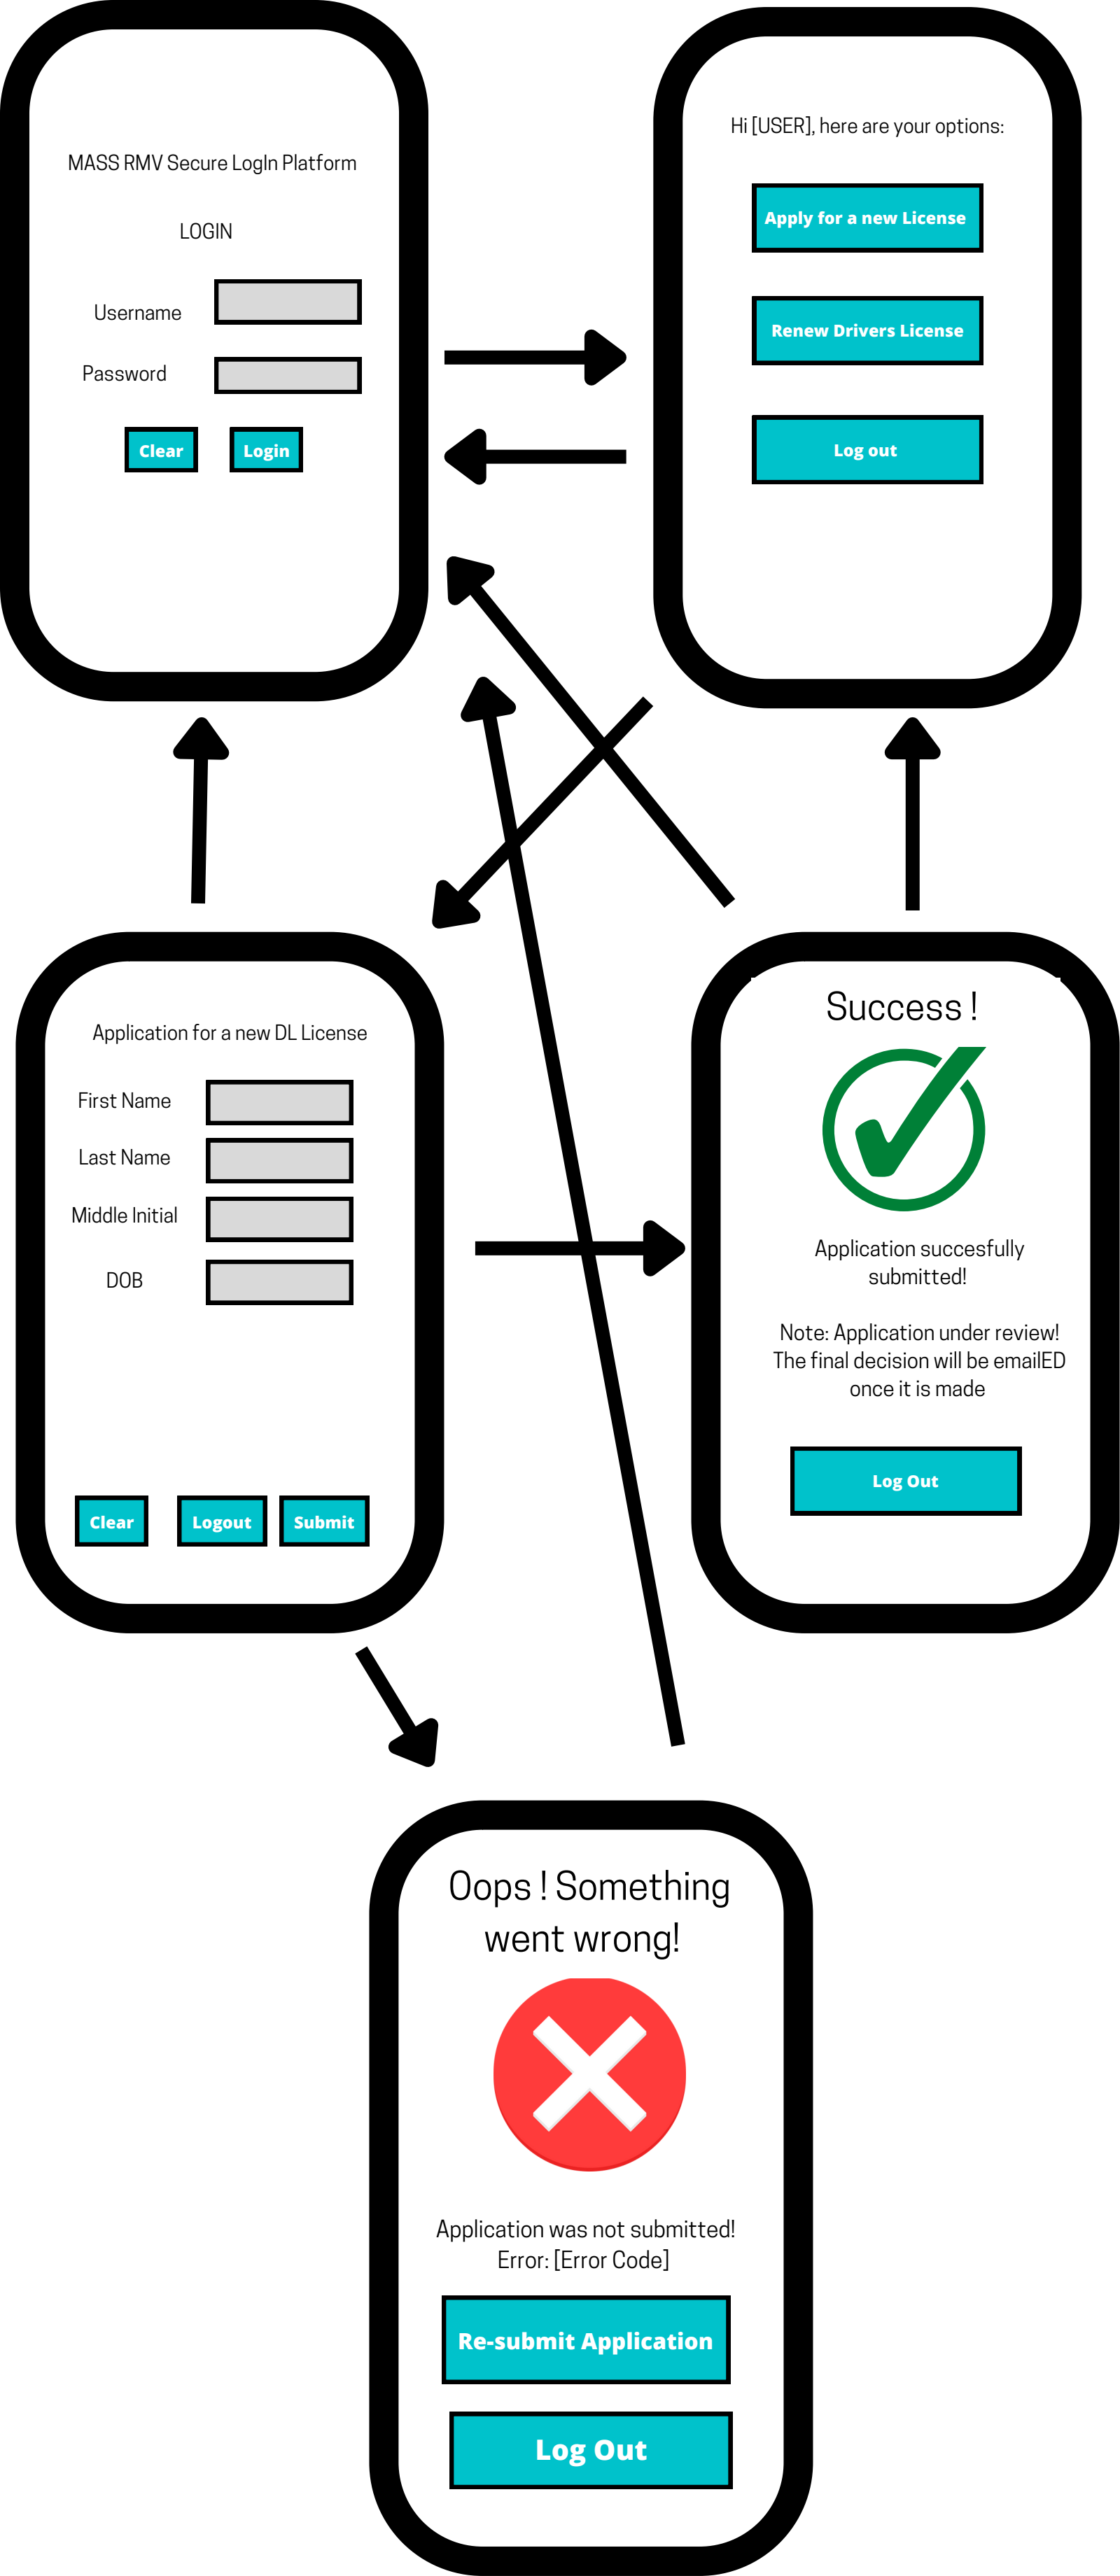 MASS RMV Secure LogIn Platform
LOGIN
Username
Password
Clear
Login
Hi [USER], here are your options:
Apply for a new License
Renew Drivers License
Log out
Application for a new DL License
First Name
Last Name
Middle Initial
DOB
Clear
Logout
Submit
Success !
Application succesfully
submitted!
Note: Application under review!
The final decision will be emailED
once it is made
Log Out
Oops ! Something
went wrong!
Application was not submitted!
Error: [Error Code]
Re-submit Application
Log Out